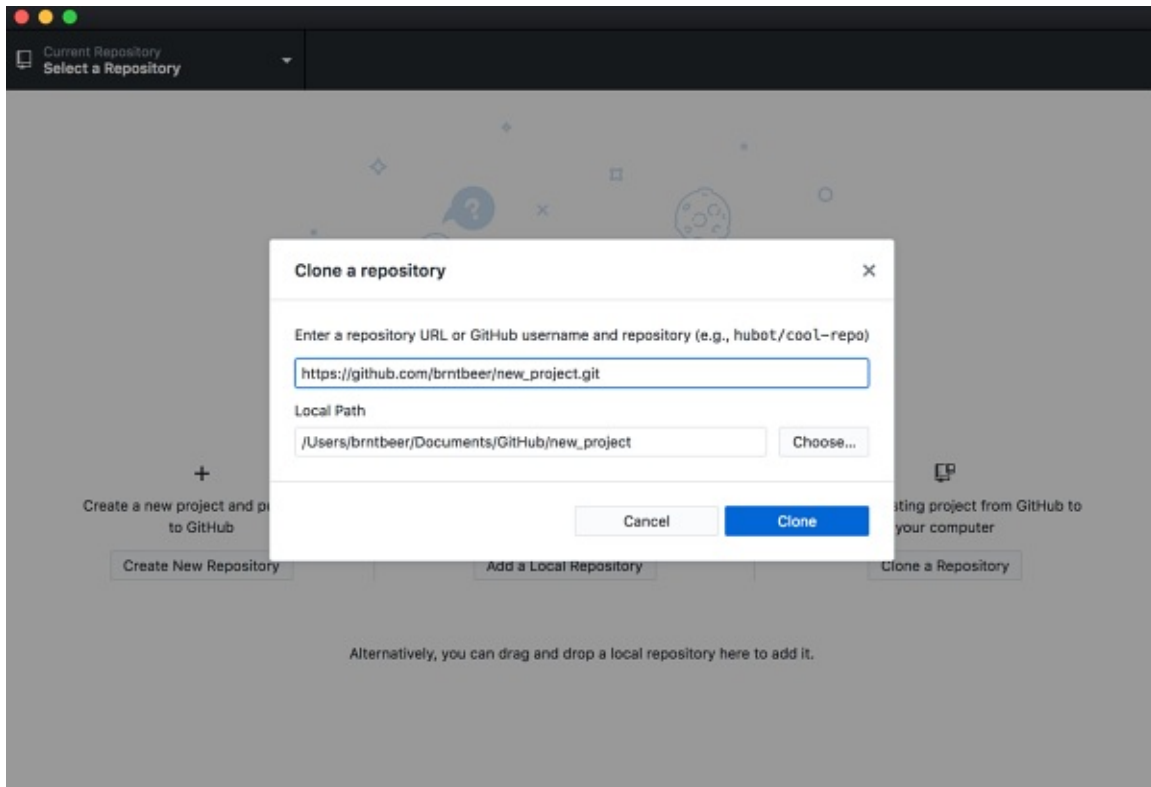 Current Repository
Select a Repository
Clone a repository
Enter a repository URL or GitHub username and repository (e.g., hubot/cool-repo)
https://github.com/brntbeer/new_project.git
Local Path
/Users/brntbeer/Documents/GitHub/new_project
Choose...
Cancel
Clone
Create a new project and
to GitHub
Create New Repository
Add a Local Repository
project from GitHub to
your computer
Clone a Repository
Alternatively, you can drag and drop a local repository here to add it.